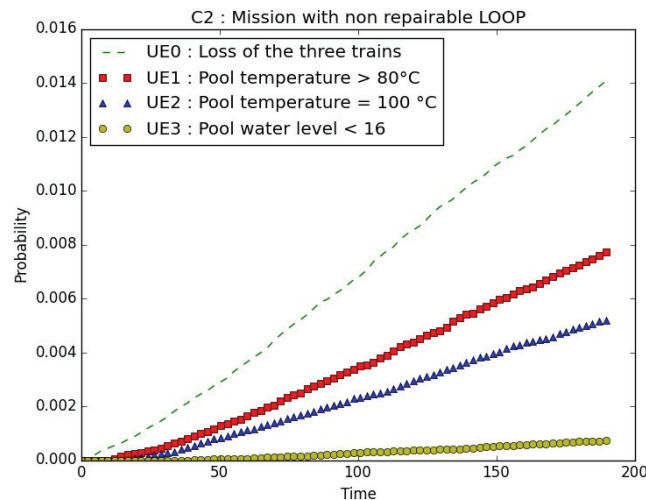 C2 : Mission with non repairable LOOP
UE0 : Loss of the three trains
UE1 : Pool temperature > 80°C
UE2 : Pool temperature = 100 °C
UE3 : Pool water level < 16
Probability
0.016
0.014
0.012
0.010
0.008
0.006
0.004
0.002
0.000
0 50 100 150 200
Time